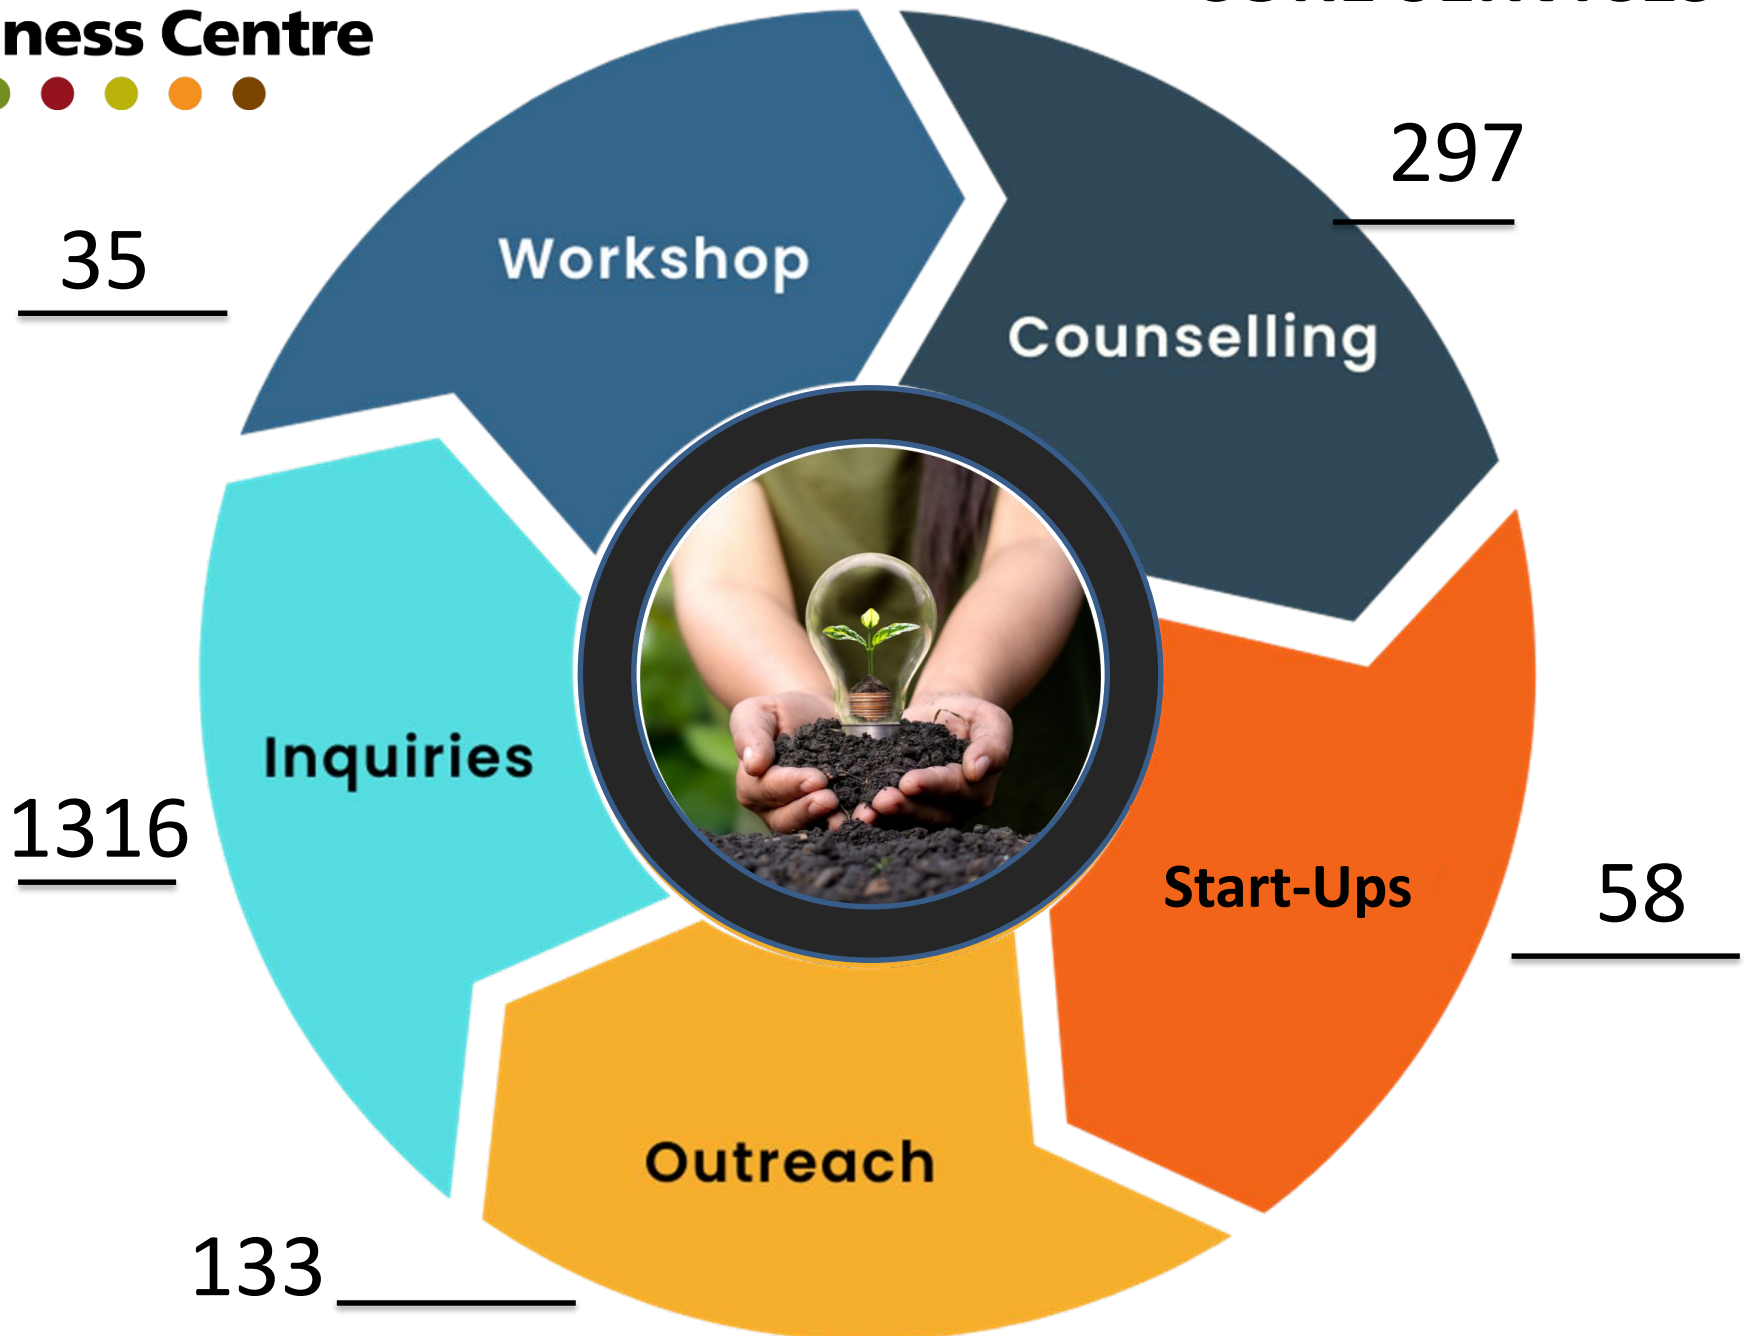 ness Centre
297
35
Workshop
Counselling
Inquiries
1316
Start-Ups
58
Outreach
133